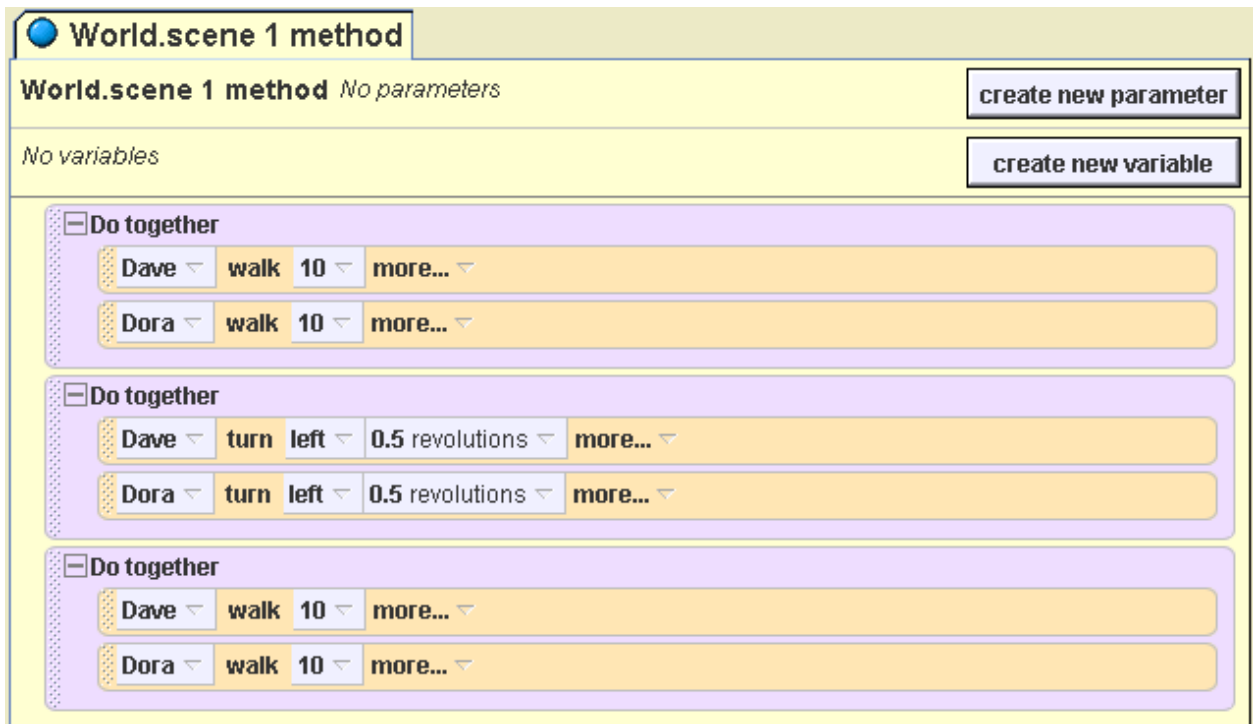 World.scene 1 method
World.scene 1 method No parameters create new parameter
No variables create new variable
Do together
Dave walk 10 more...
Dora walk 10 more...
Do together
Dave turn left 0.5 revolutions more...
Dora turn left 0.5 revolutions more...
Do together
Dave walk 10 more...
Dora walk 10 more...